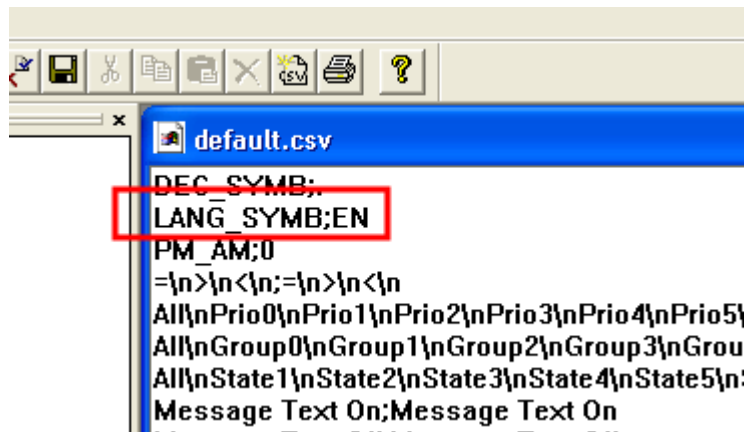 csv
?
x
default.csv
DEC_SYMB;.
LANG_SYMB;EN
PM_AM;0
=\n>\n<\n;=\n>\n<\n
All\nPrio0\nPrio1\nPrio2\nPrio3\nPrio4\nPrio5\
All\nGroup0\nGroup1\nGroup2\nGroup3\nGrou
All\nState1\nState2\nState3\nState4\nState5\n
Message Text On;Message Text On